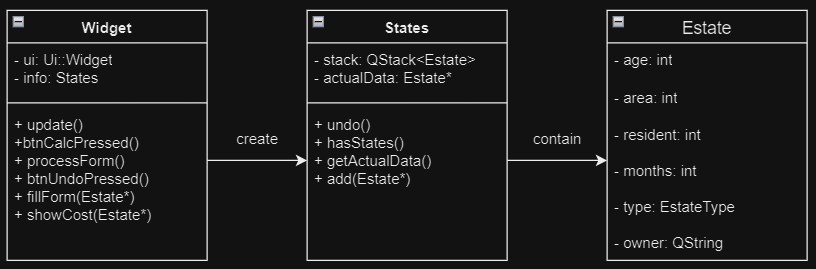 Widget
- ui: Ui::Widget
- info: States
+ update()
+btnCalcPressed()
+ processForm()
+ btnUndoPressed()
+ fillForm(Estate*)
+ showCost(Estate*)
create
States
- stack: QStack<Estate>
- actualData: Estate*
+ undo()
+ hasStates()
+ getActualData()
+ add(Estate*)
contain
Estate
- age: int
- area: int
- resident: int
- months: int
- type: EstateType
- owner: QString